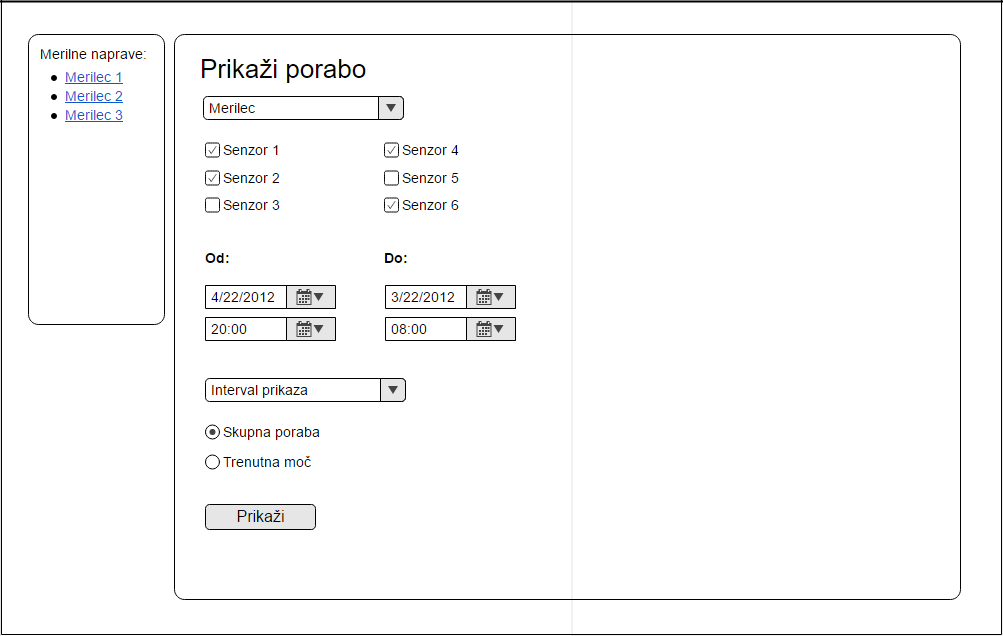 Merilne naprave:
Merilec 1
Merilec 2
Merilec 3
Prikaži porabo
Merilec
Senzor 1
Senzor 4
Senzor 2
Senzor 5
Senzor 3
Senzor 6
Od:
Do:
4/22/2012
3/22/2012
20:00
08:00
Interval prikaza
Skupna poraba
Trenutna moč
Prikaži